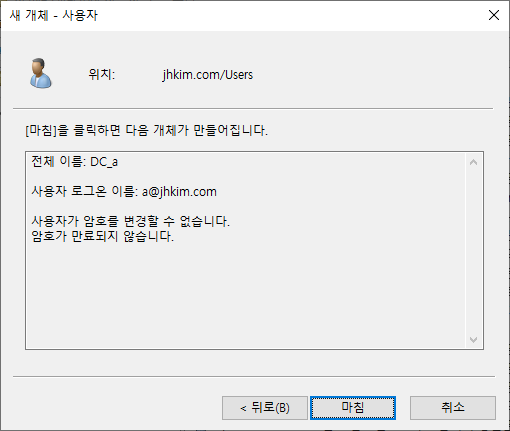 새 개체 - 사용자
위치: jhkim.com/Users
[마침]을 클릭하면 다음 개체가 만들어집니다.
전체 이름: DC_a
사용자 로그온 이름: a@jhkim.com
사용자가 암호를 변경할 수 없습니다.
암호가 만료되지 않습니다.
< 뒤로(B) 마침 취소